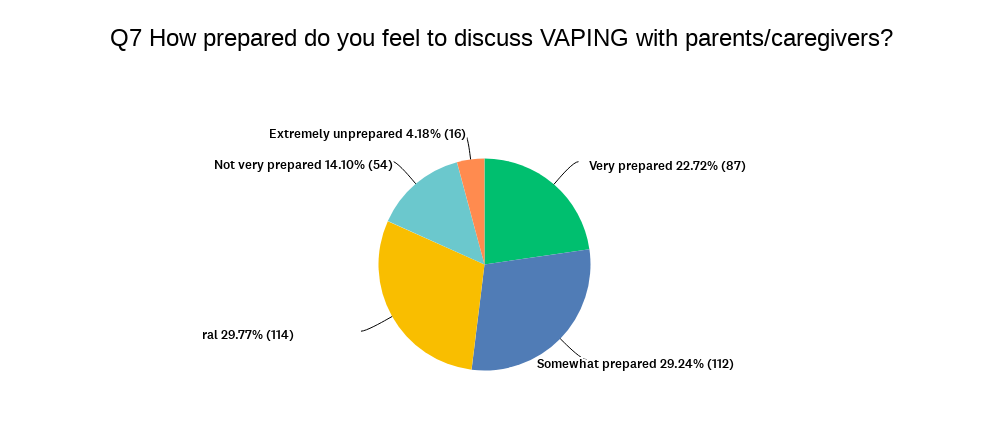 Q7 How prepared do you feel to discuss VAPING with parents/caregivers?
Extremely unprepared 4.18% (16)
Not very prepared 14.10% (54)
Very prepared 22.72% (87)
ral 29.77% (114)
Somewhat prepared 29.24% (112)